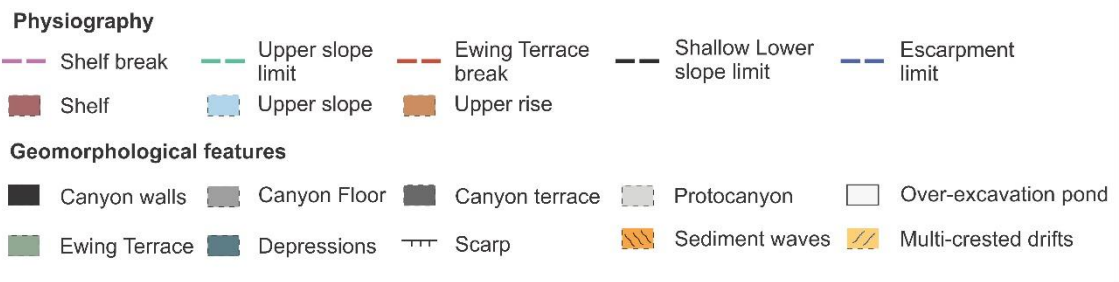 Physiography
Shelf break
Upper slope
limit
Ewing Terrace
break
Shallow Lower
slope limit
Escarpment
limit
Shelf
Upper slope
Upper rise
Geomorphological features
Canyon walls
Canyon Floor
Canyon terrace
Protocanyon
Over-excavation pond
Ewing Terrace
Depressions
Scarp
Sediment waves
Multi-crested drifts